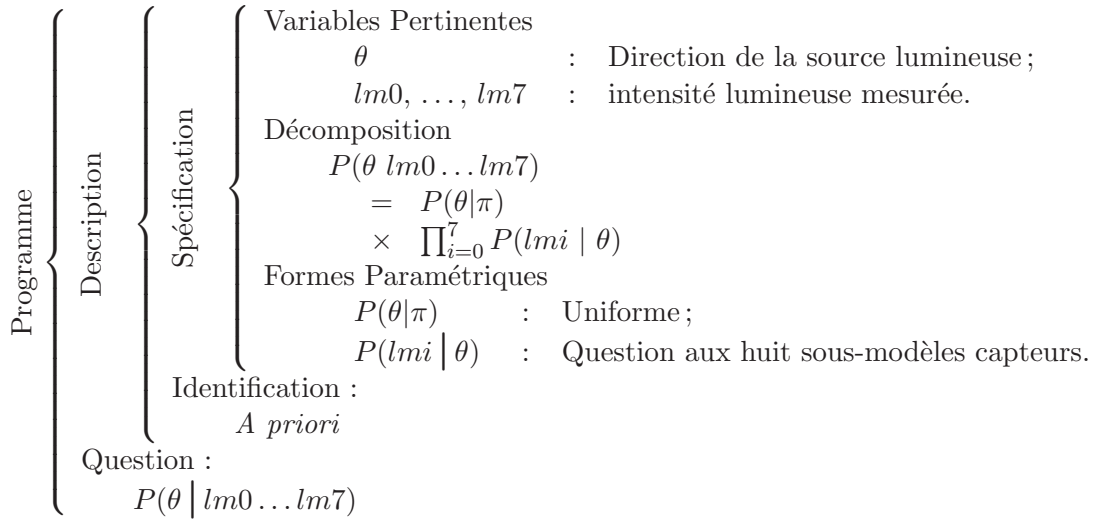 Programme
Description
Spécification
Variables Pertinentes
θ : Direction de la source lumineuse ;
lm0, ..., lm7 : intensité lumineuse mesurée.
Décomposition
P(θ lm0 ... lm7)
= P(θ|π)
× ∏_{i=0}^{7} P(lmi | θ)
Formes Paramétriques
P(θ|π) : Uniforme ;
P(lmi | θ) : Question aux huit sous-modèles capteurs.
Identification :
A priori
Question :
P(θ | lm0 ... lm7)